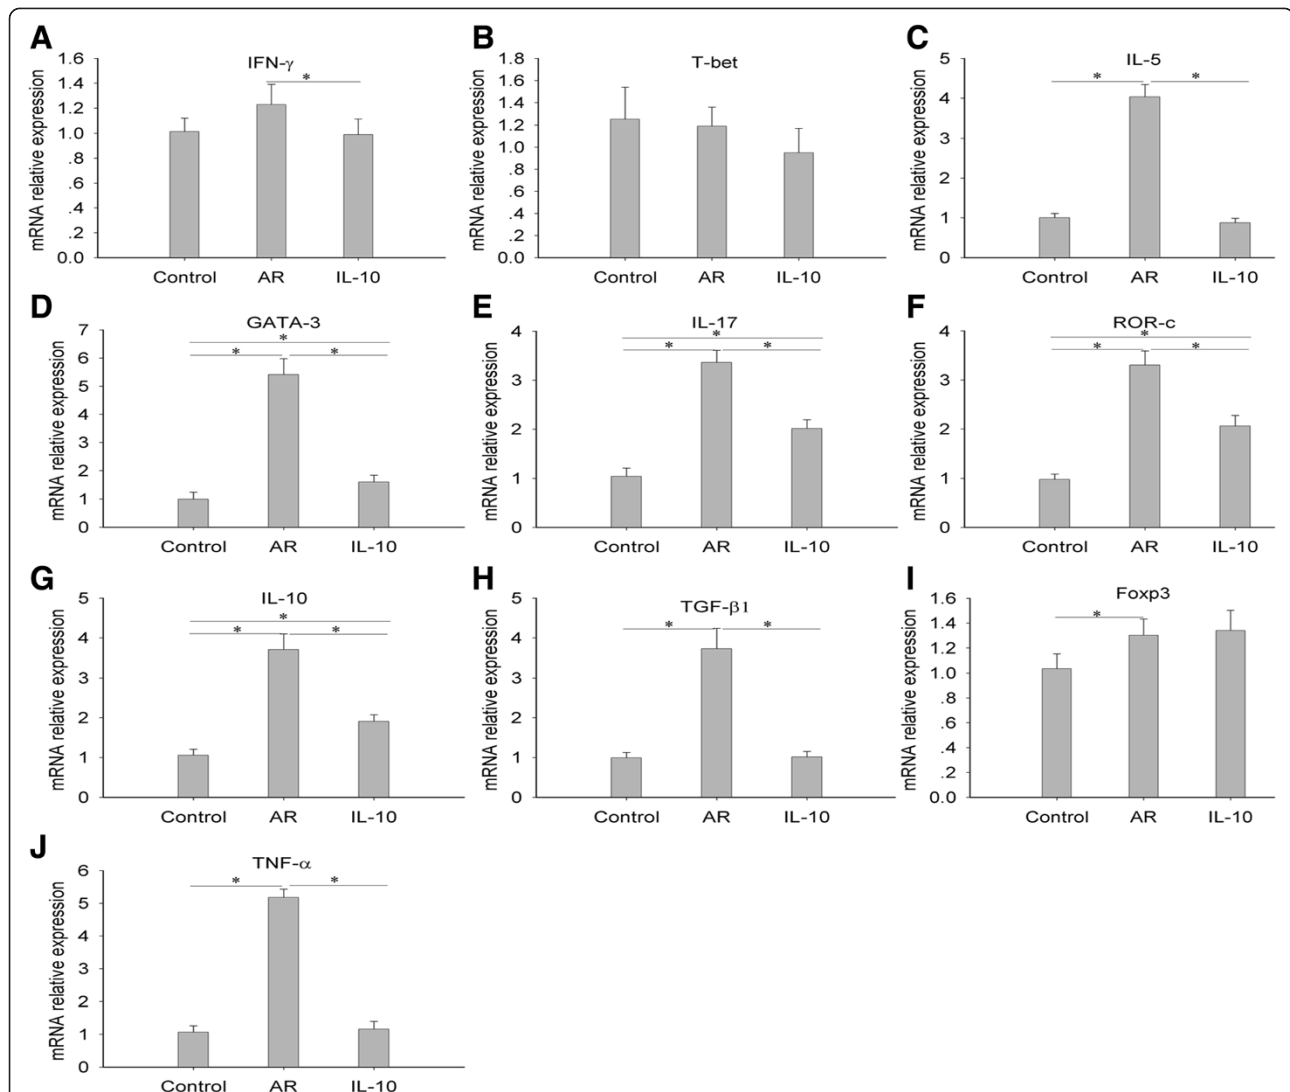 A
IFN-γ
mRNA relative expression
1.6
1.4
1.2
1.0
.8
.6
.4
.2
0.0
*
Control AR IL-10
B
T-bet
mRNA relative expression
1.8
1.6
1.4
1.2
1.0
.8
.6
.4
.2
0.0
Control AR IL-10
C
IL-5
mRNA relative expression
5
4
3
2
1
0
* *
Control AR IL-10
D
GATA-3
mRNA relative expression
7
6
5
4
3
2
1
0
*
* *
Control AR IL-10
E
IL-17
mRNA relative expression
4
3
2
1
0
*
* *
Control AR IL-10
F
ROR-c
mRNA relative expression
4
3
2
1
0
*
* *
Control AR IL-10
G
IL-10
mRNA relative expression
5
4
3
2
1
0
*
* *
Control AR IL-10
H
TGF-β1
mRNA relative expression
5
4
3
2
1
0
* *
Control AR IL-10
I
Foxp3
mRNA relative expression
1.6
1.4
1.2
1.0
.8
.6
.4
.2
0.0
*
Control AR IL-10
J
TNF-α
mRNA relative expression
6
5
4
3
2
1
0
* *
Control AR IL-10